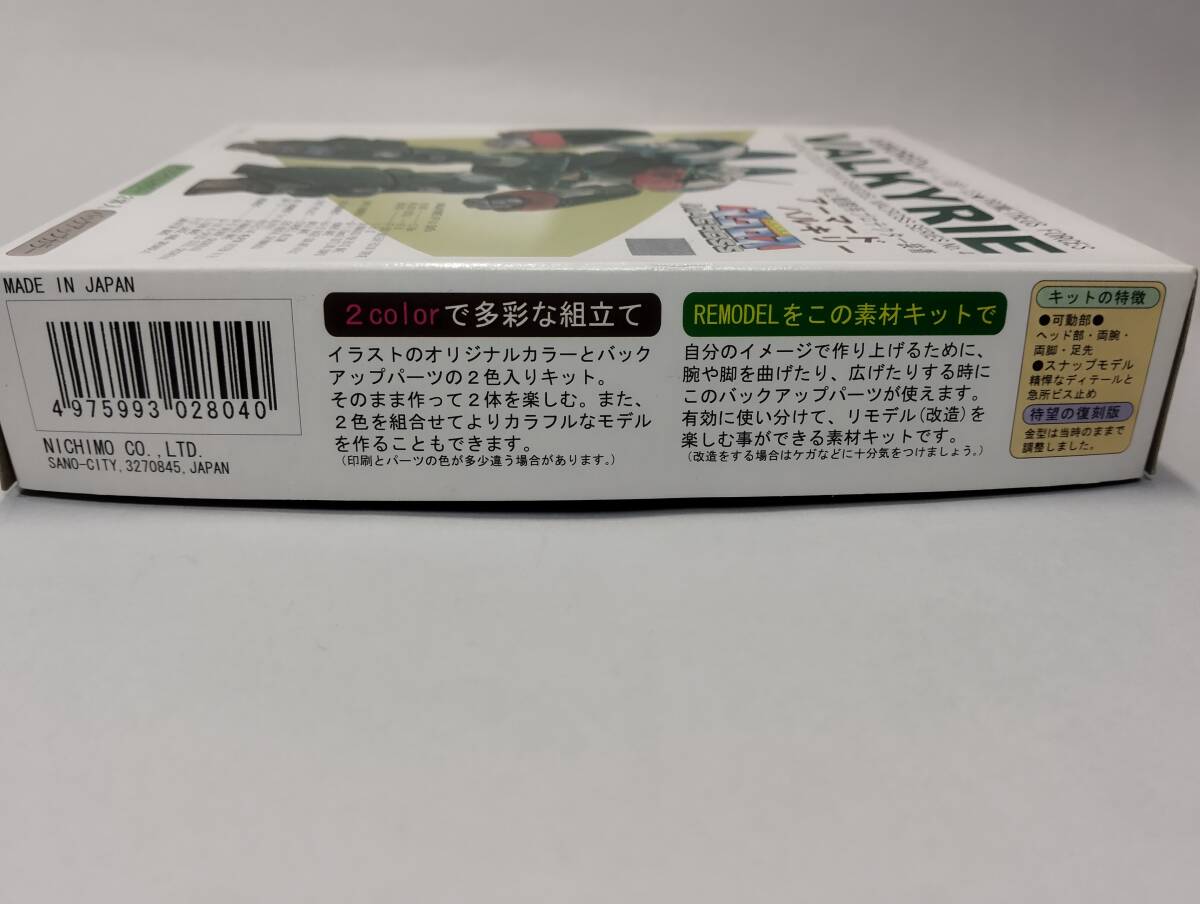 WALKYRIE
アーマード
バルキリー
MADE IN JAPAN
4 975993 028040
NICHIMO CO.,LTD.
SANO-CITY,3270845,JAPAN
2colorで多彩な組立て
イラストのオリジナルカラーとバック
アップパーツの2色入りキット。
そのまま作って2体を楽しむ。また、
2色を組合せてよりカラフルなモデル
を作ることもできます。
(印刷とパーツの色が多少違う場合があります。)
REMODELをこの素材キットで
自分のイメージで作り上げるために、
腕や脚を曲げたり、広げたりする時に
このバックアップパーツが使えます。
有効に使い分けて、リモデル(改造)を
楽しむ事ができる素材キットです。
(改造をする場合はケガなどに十分気をつけましょう。)
キットの特徴
●可動部●
ヘッド部・両腕・
両脚・足先
●スナップモデル
精悍なディテールと
急所ビス止め
待望の復刻版
金型は当時のままで
調整しました。